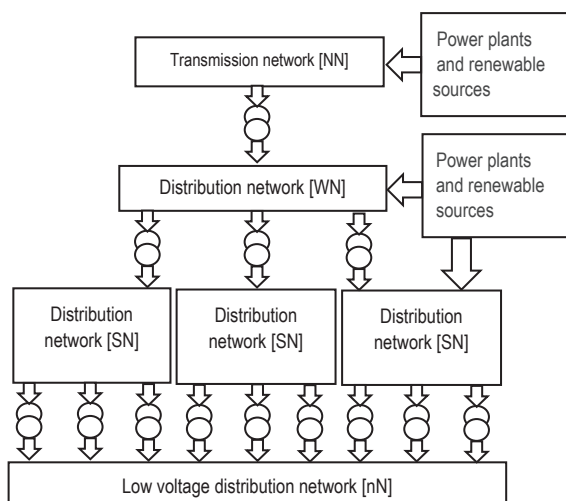 Transmission network [NN]
Power plants
and renewable
sources
Distribution network [WN]
Power plants
and renewable
sources
Distribution
network [SN]
Distribution
network [SN]
Distribution
network [SN]
Low voltage distribution network [nN]